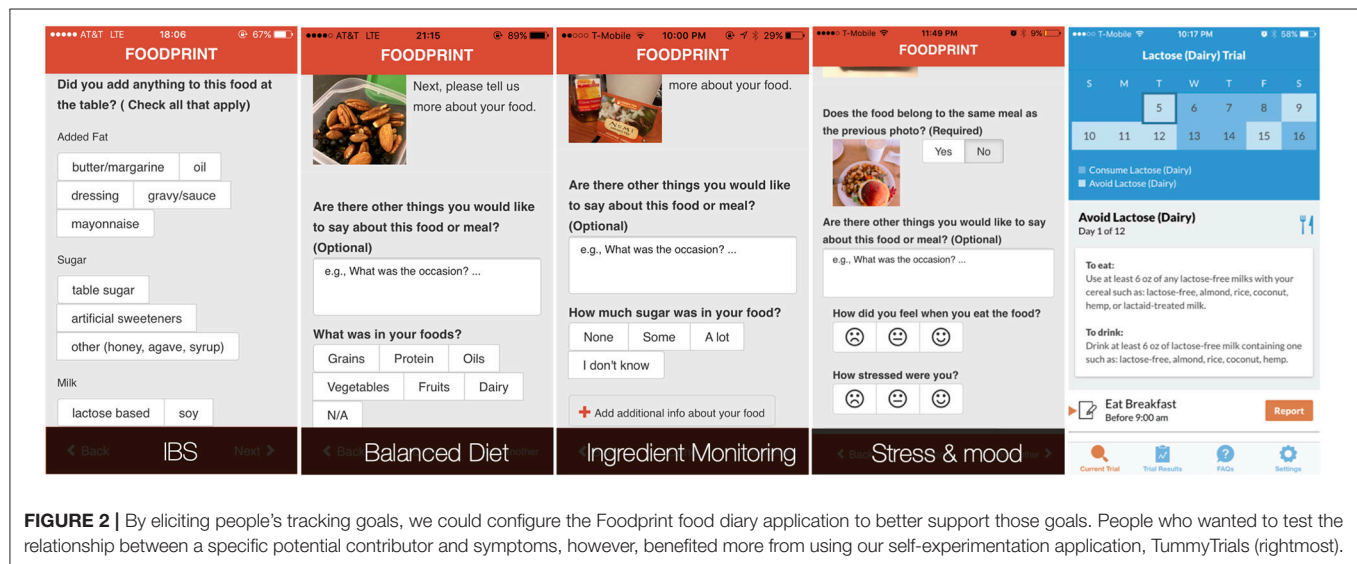 AT&T LTE 18:06 67%
FOODPRINT
Did you add anything to this food at
the table? ( Check all that apply)
Added Fat
butter/margarine oil
dressing gravy/sauce
mayonnaise
Sugar
table sugar
artificial sweeteners
other (honey, agave, syrup)
Milk
lactose based soy
Back IBS Next
AT&T LTE 21:15 89%
FOODPRINT
Next, please tell us
more about your food.
Are there other things you would like
to say about this food or meal?
(Optional)
e.g., What was the occasion? ...
What was in your foods?
Grains Protein Oils
Vegetables Fruits Dairy
N/A
Balanced Diet
T-Mobile 10:00 PM 29%
FOODPRINT
more about your food.
Are there other things you would like
to say about this food or meal?
(Optional)
e.g., What was the occasion? ...
How much sugar was in your food?
None Some A lot
I don't know
Add additional info about your food
Ingredient Monitoring
T-Mobile 11:49 PM 9%
FOODPRINT
Does the food belong to the same meal as
the previous photo? (Required)
Yes No
Are there other things you would like to say
about this food or meal? (Optional)
e.g., What was the occasion? ...
How did you feel when you eat the food?
How stressed were you?
Stress & mood
T-Mobile 10:17 PM 58%
Lactose (Dairy) Trial
S M T W T F S
5 6 7 8 9
10 11 12 13 14 15 16
Consume Lactose (Dairy)
Avoid Lactose (Dairy)
Avoid Lactose (Dairy)
Day 1 of 12
To eat:
Use at least 6 oz of any lactose-free milks with your
cereal such as: lactose-free, almond, rice, coconut,
hemp, or lactaid-treated milk.
To drink:
Drink at least 6 oz of lactose-free milk containing one
such as: lactose-free, almond, rice, coconut, hemp.
Eat Breakfast
Before 9:00 am
Report
Current Trial Trial Results FAQs Settings
FIGURE 2 | By eliciting people's tracking goals, we could configure the Foodprint food diary application to better support those goals. People who wanted to test the
relationship between a specific potential contributor and symptoms, however, benefited more from using our self-experimentation application, TummyTrials (rightmost).